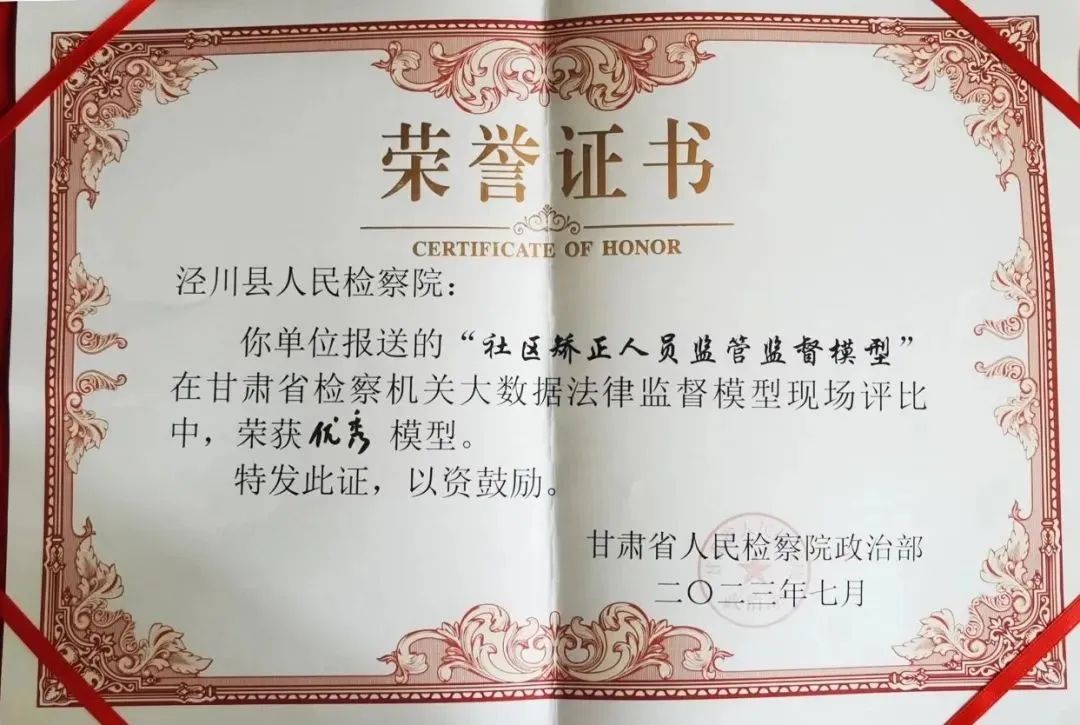 荣誉证书
CERTIFICATE OF HONOR
泾川县人民检察院：
你单位报送的“社区矫正人员监管监督模型”
在甘肃省检察机关大数据法律监督模型现场评比
中，荣获优秀 模型。
特发此证，以资鼓励。
甘肃省人民检察院政治部
二〇二三年七月